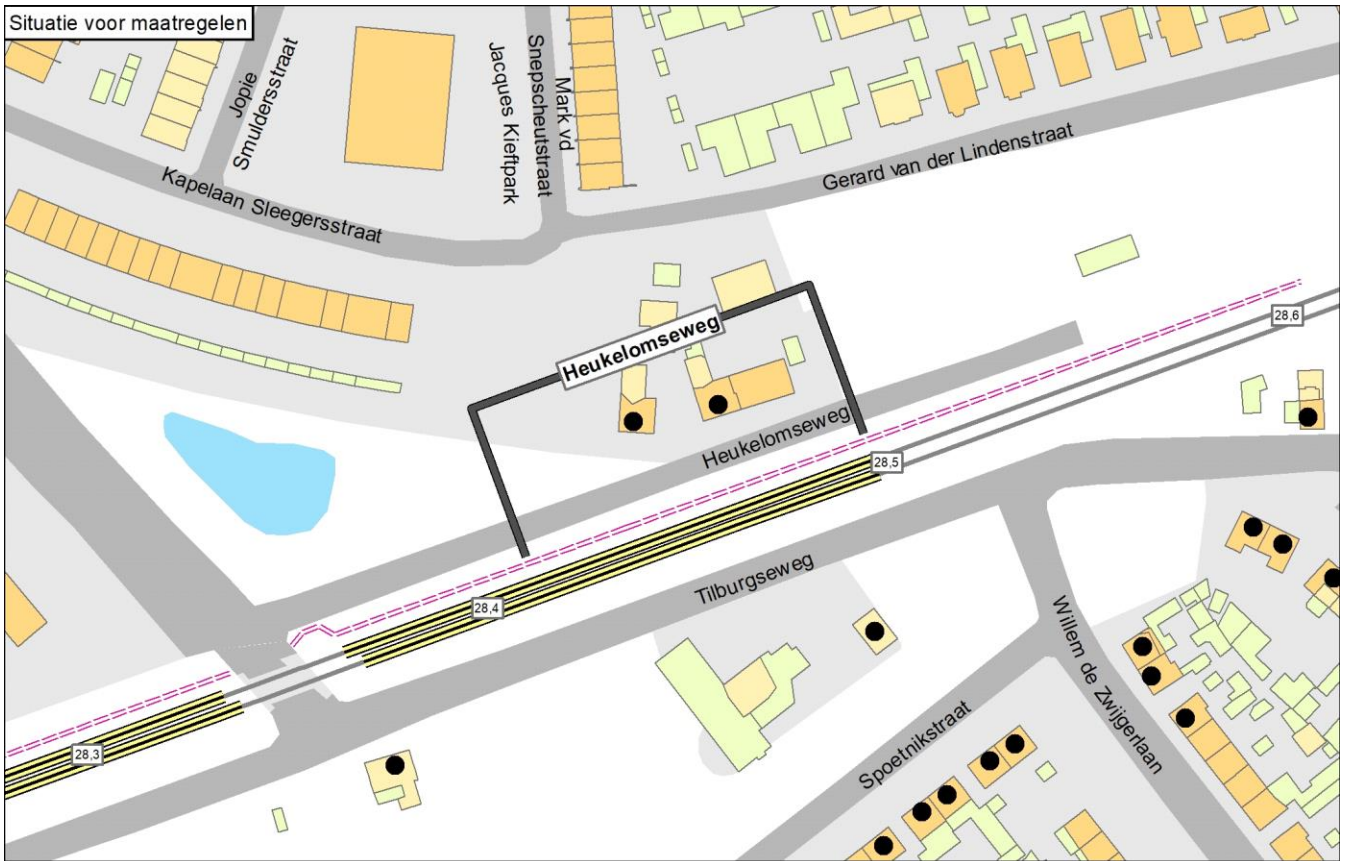 Situatie voor maatregelen
Jopie
Smuldersstraat
Jacques Kieftpark
Snepscheutstraat
Mark vd
Kapelaan Sleegersstraat
Gerard van der Lindenstraat
Heukelomseweg
Heukelomseweg
28,6
28,5
28,4
28,3
Tilburgseweg
Willem de Zwijgerlaan
Spoetnikstraat